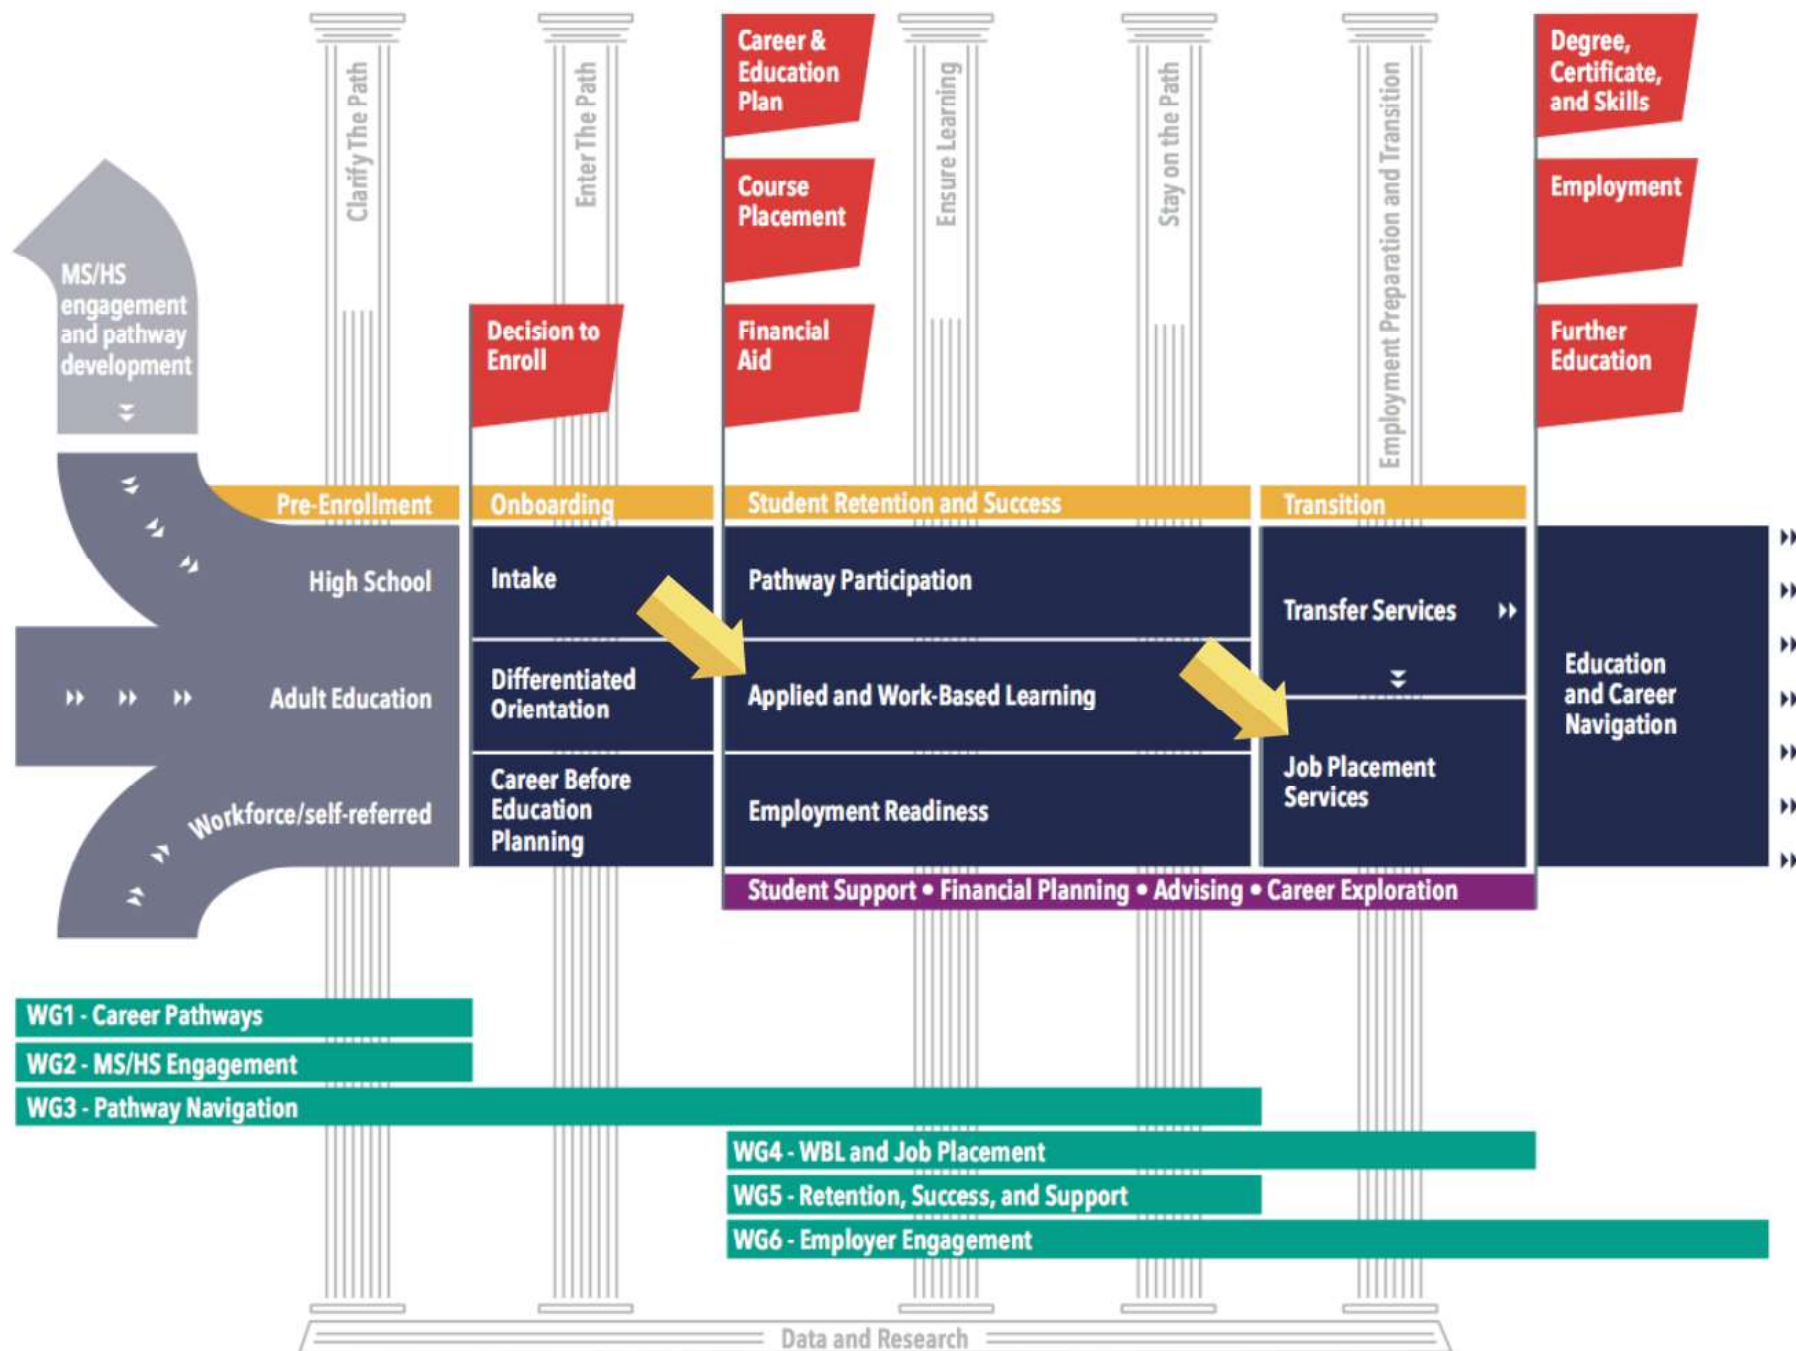 Clarify The Path
Enter The Path
Career &
Education
Plan
Ensure Learning
Stay on the Path
Employment Preparation and Transition
Degree,
Certificate,
and Skills
Course
Placement
Employment
MS/HS
engagement
and pathway
development
Decision to
Enroll
Financial
Aid
Further
Education
Pre-Enrollment
Onboarding
Student Retention and Success
Transition
High School
Intake
Pathway Participation
Transfer Services
Adult Education
Differentiated
Orientation
Applied and Work-Based Learning
Education
and Career
Navigation
Workforce/self-referred
Career Before
Education
Planning
Employment Readiness
Job Placement
Services
Student Support • Financial Planning • Advising • Career Exploration
WG1 - Career Pathways
WG2 - MS/HS Engagement
WG3 - Pathway Navigation
WG4 - WBL and Job Placement
WG5 - Retention, Success, and Support
WG6 - Employer Engagement
Data and Research